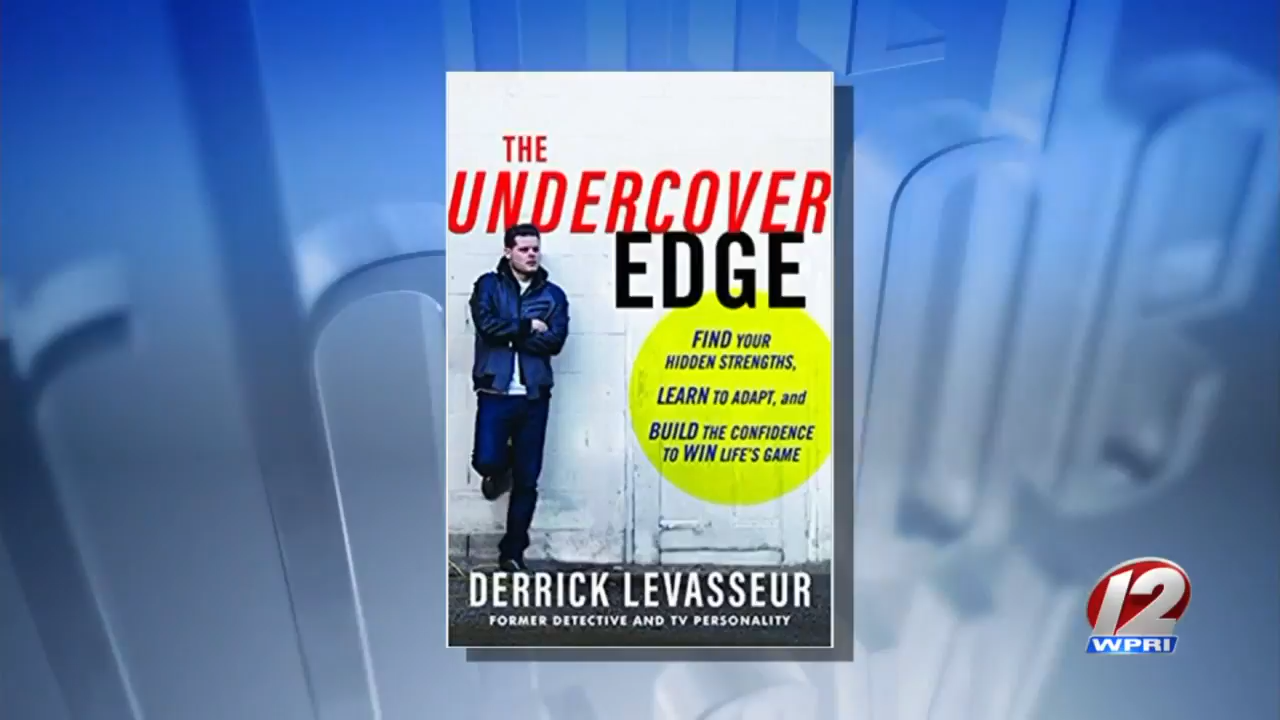 THE
UNDERCOVER
EDGE
FIND YOUR
HIDDEN STRENGTHS,
LEARN TO ADAPT, and
BUILD THE CONFIDENCE
TO WIN LIFE'S GAME
DERRICK LEVASSEUR
FORMER DETECTIVE AND TV PERSONALITY
12
WPRI